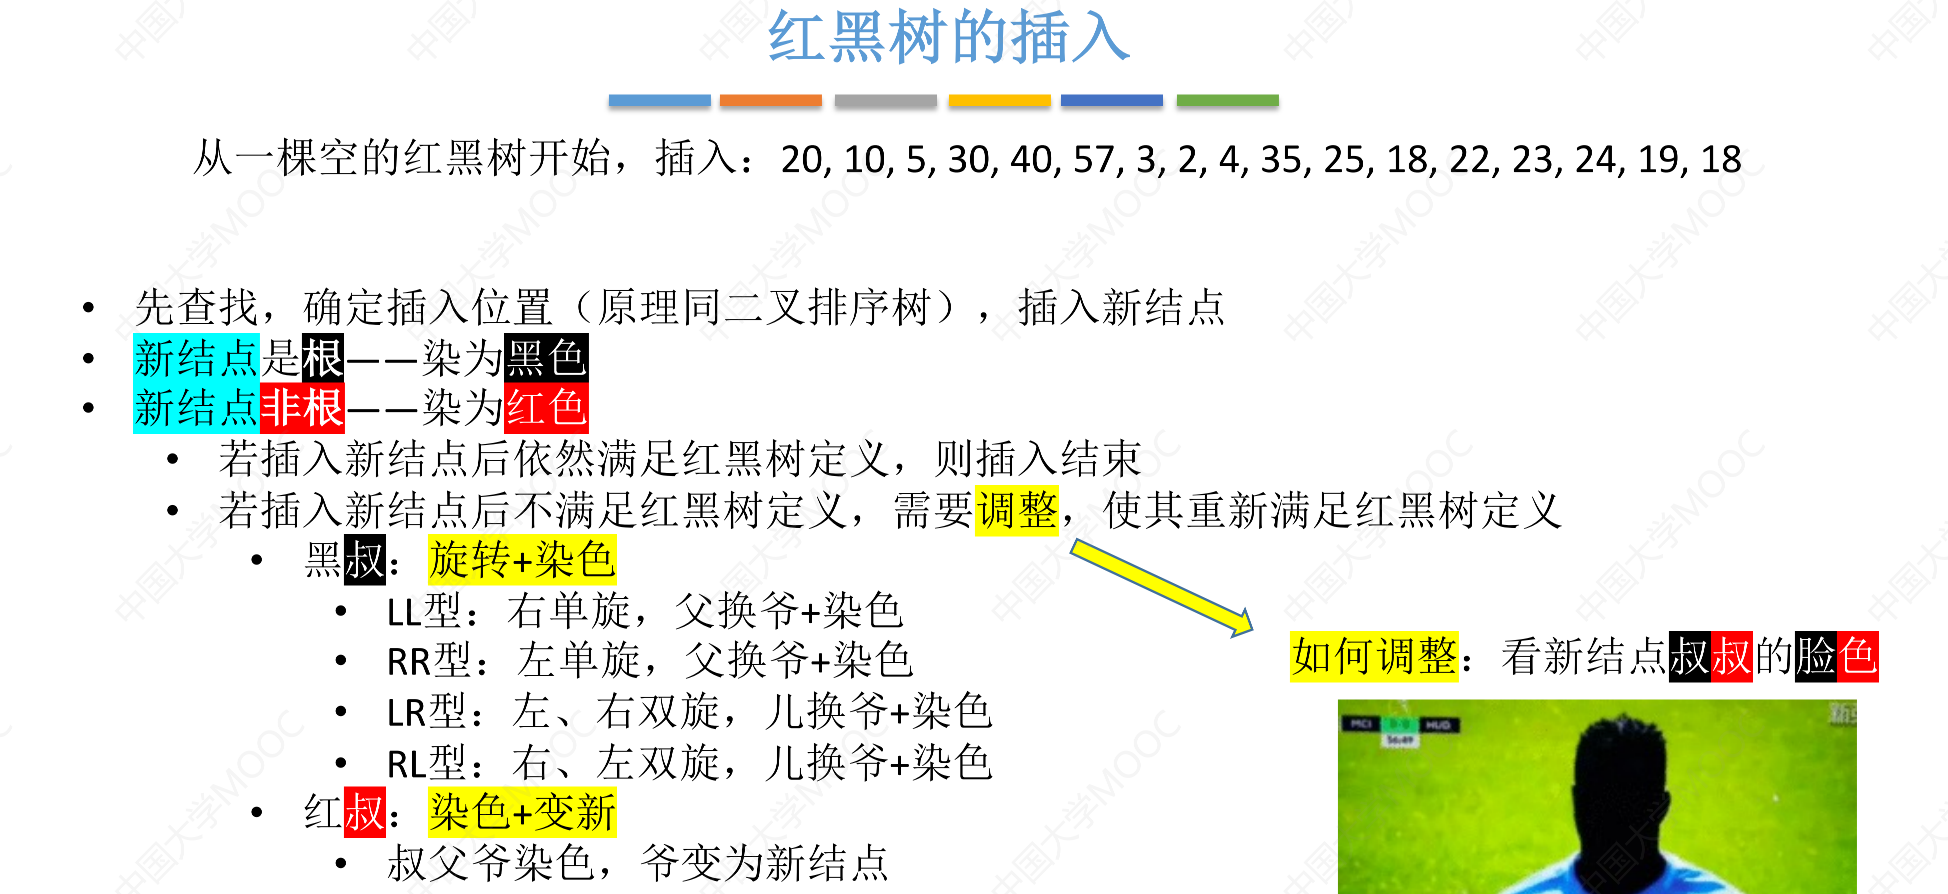 红黑树的插入
从一棵空的红黑树开始，插入：20, 10, 5, 30, 40, 57, 3, 2, 4, 35, 25, 18, 22, 23, 24, 19, 18
• 先查找，确定插入位置（原理同二叉排序树），插入新结点
• 新结点是根——染为黑色
• 新结点非根——染为红色
• 若插入新结点后依然满足红黑树定义，则插入结束
• 若插入新结点后不满足红黑树定义，需要调整，使其重新满足红黑树定义
• 黑叔：旋转+染色
• LL型：右单旋，父换爷+染色
• RR型：左单旋，父换爷+染色
• LR型：左、右双旋，儿换爷+染色
• RL型：右、左双旋，儿换爷+染色
• 红叔：染色+变新
• 叔父爷染色，爷变为新结点
如何调整：看新结点叔叔的脸色
MCI 0-0 HUD
56:49
中国大学MOOC